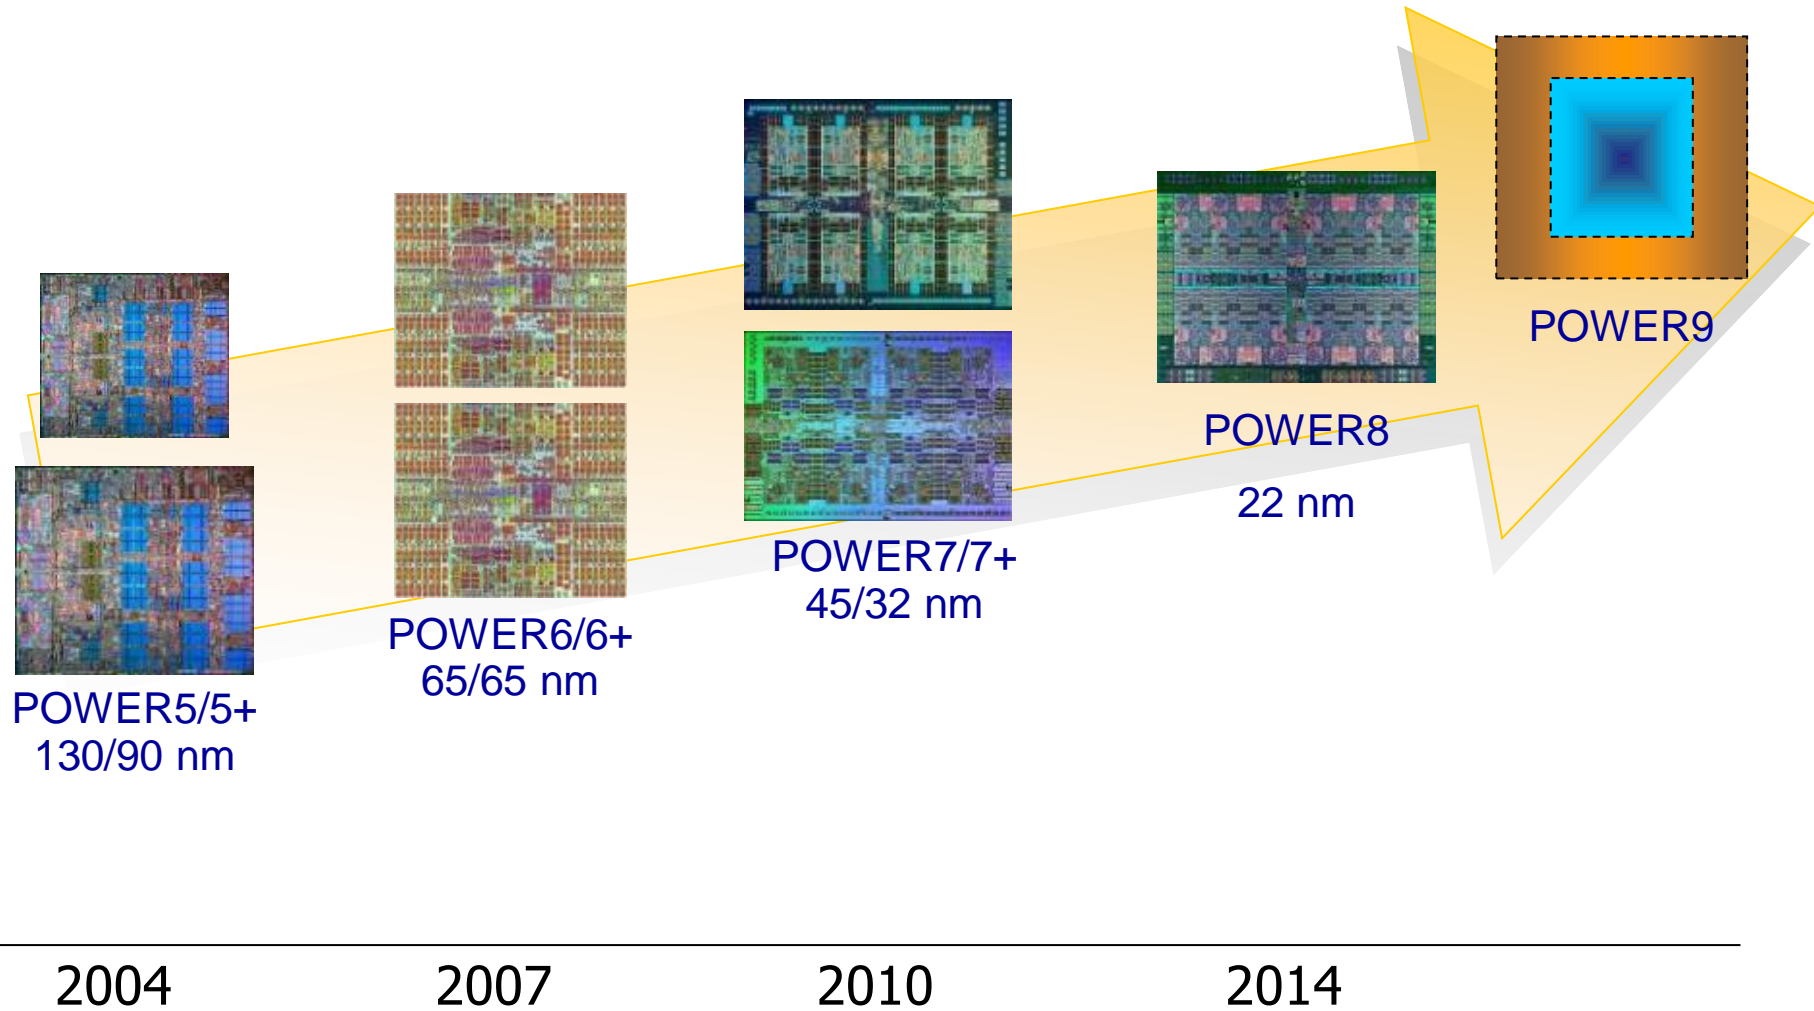 POWER5/5+
130/90 nm
POWER6/6+
65/65 nm
POWER7/7+
45/32 nm
POWER8
22 nm
POWER9
2004
2007
2010
2014